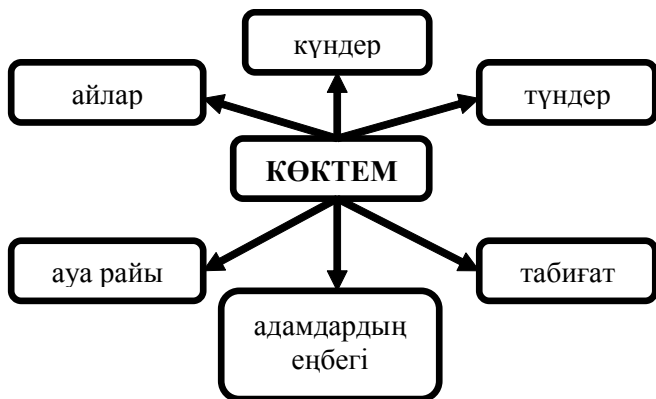 күндер
айлар
түндер
КӨКТЕМ
ауа райы
табиғат
адамдардың
еңбегі